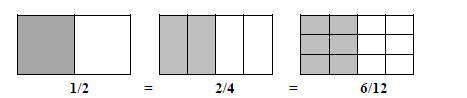 1/2 = 2/4 = 6/12